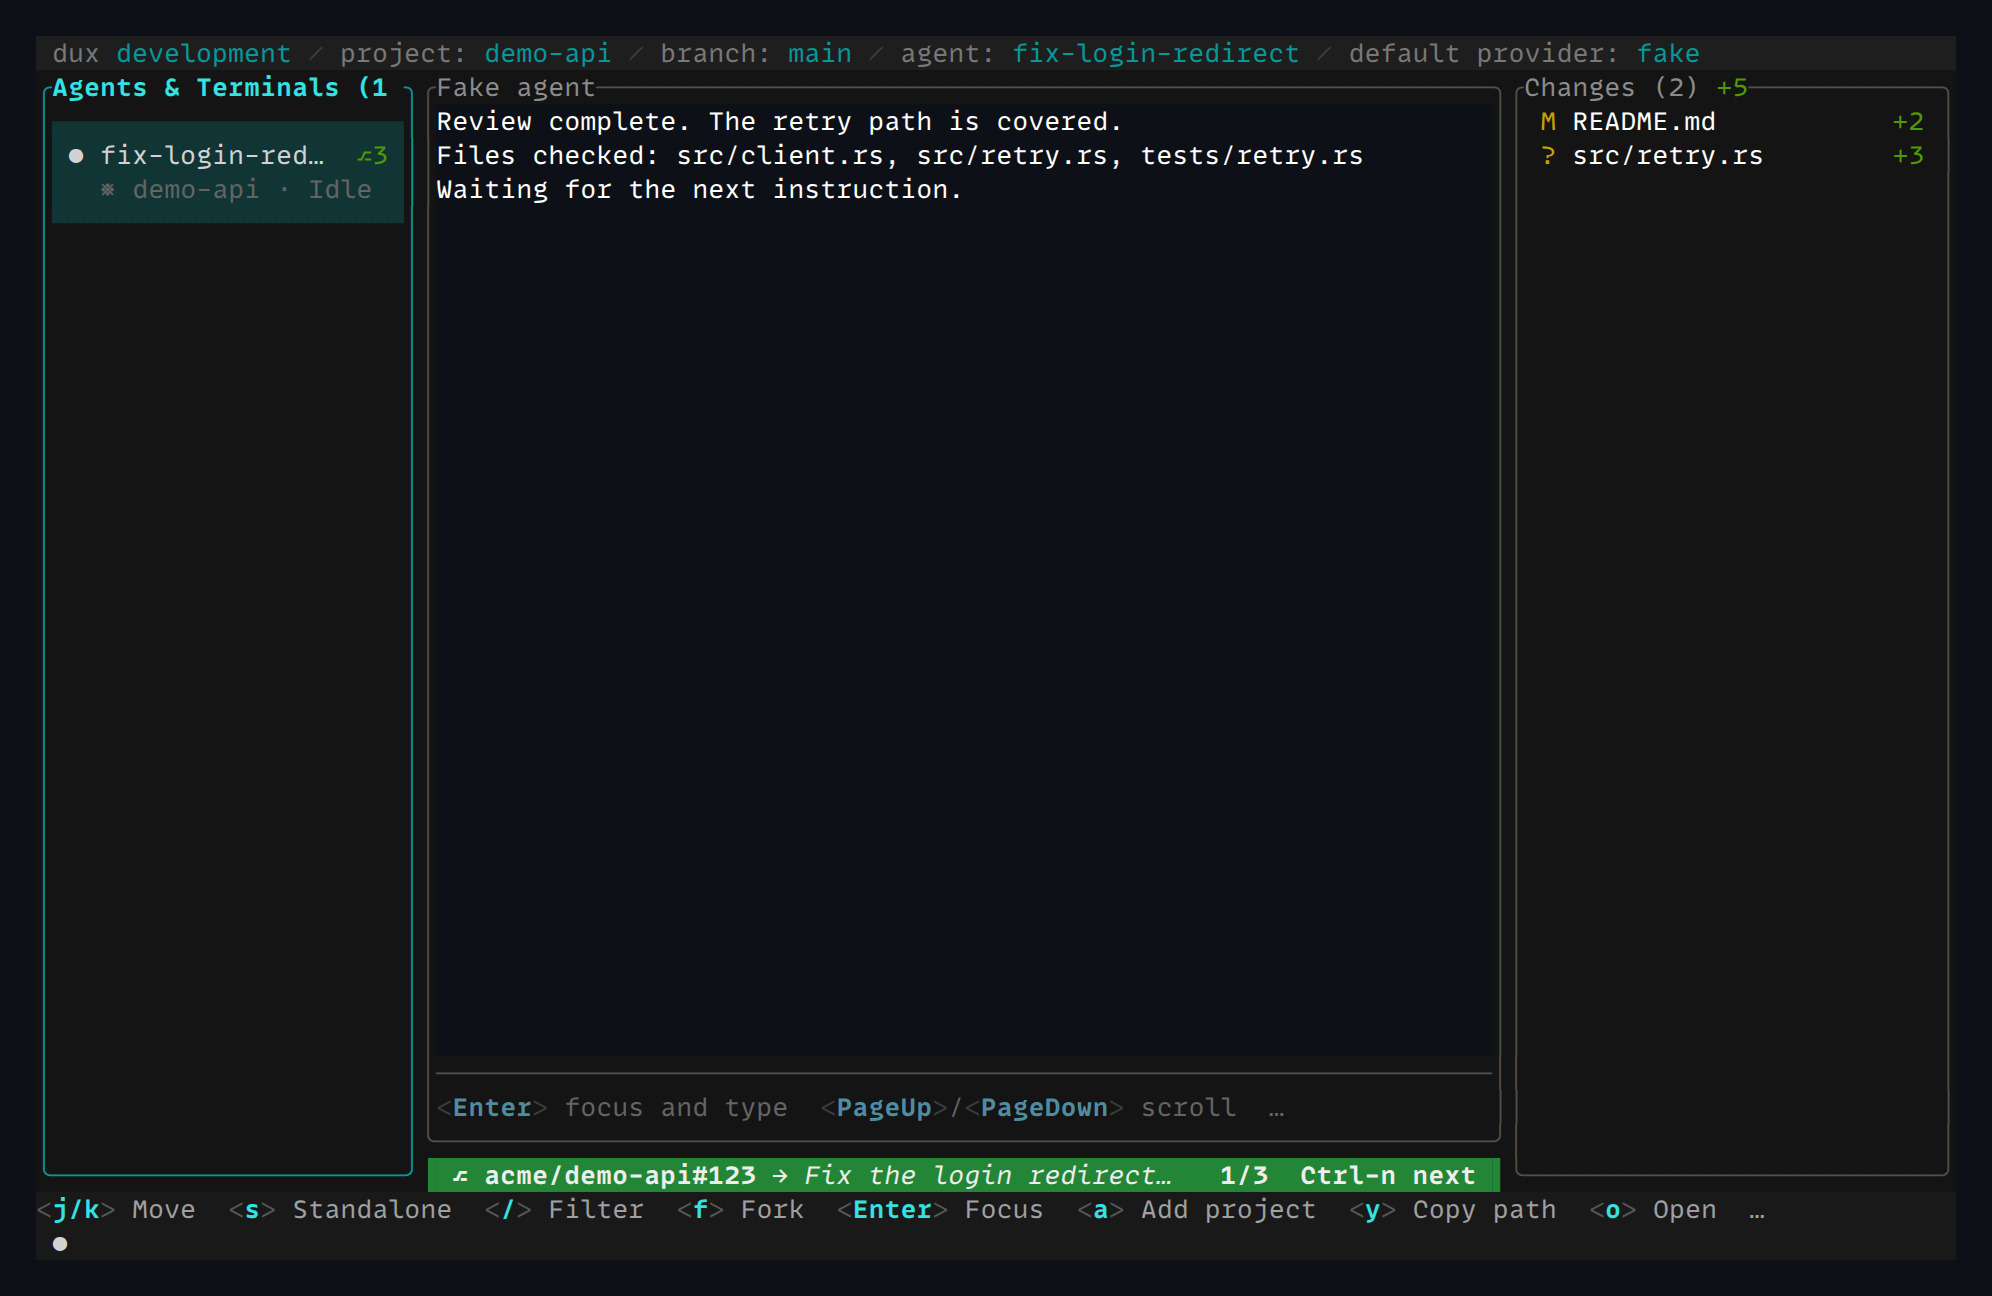 dux development / project: demo-api / branch: main / agent: fix-login-redirect / default provider: fake
Agents & Terminals (1
● fix-login-red… 3
demo-api · Idle
Fake agent
Review complete. The retry path is covered.
Files checked: src/client.rs, src/retry.rs, tests/retry.rs
Waiting for the next instruction.
<Enter> focus and type <PageUp>/<PageDown> scroll …
acme/demo-api#123 → Fix the login redirect… 1/3 Ctrl-n next
Changes (2) +5
M README.md +2
? src/retry.rs +3
<j/k> Move <s> Standalone </> Filter <f> Fork <Enter> Focus <a> Add project <y> Copy path <o> Open …
●